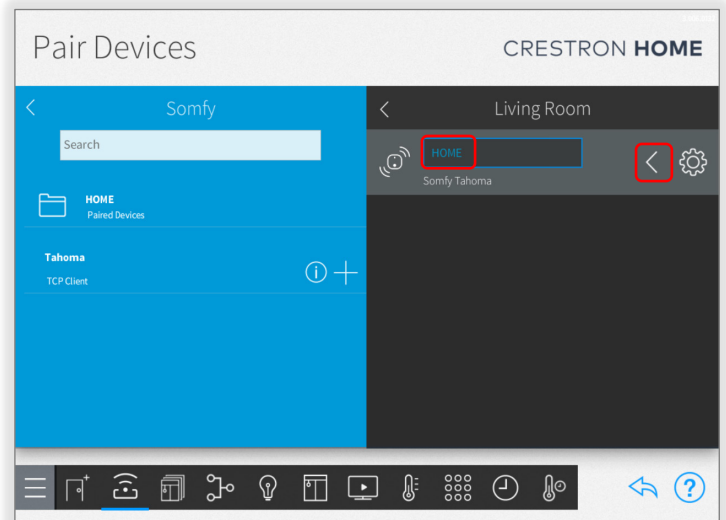 Pair Devices
CRESTRON HOME
Somfy
Living Room
Search
HOME
Somfy Tahoma
HOME
Paired Devices
Tahoma
TCP Client